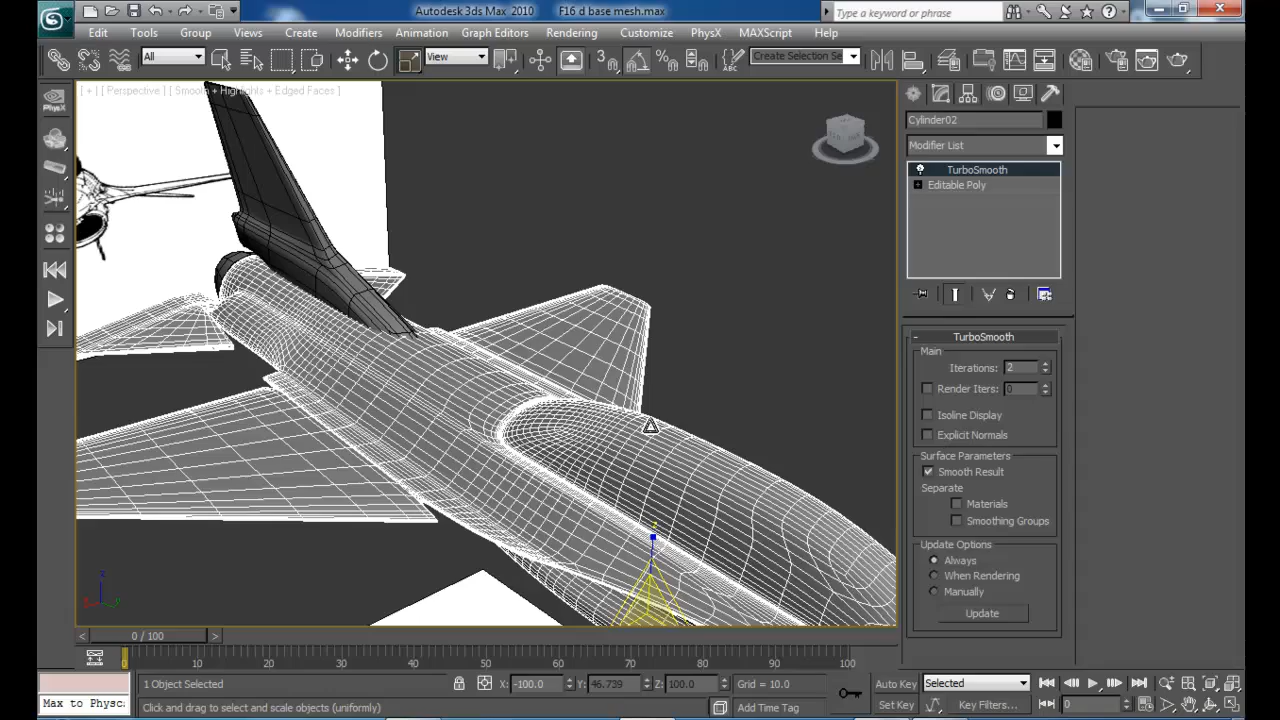 Autodesk 3ds Max 2010 F16 d base mesh.max
Type a keyword or phrase
Edit Tools Group Views Create Modifiers Animation Graph Editors Rendering Customize PhysX MAXScript Help
All View 3 Create Selection Se
[ + ] [ Perspective ] [ Smooth + Highlights + Edged Faces ]
PhysX
Cylinder02
Modifier List
TurboSmooth
Editable Poly
TurboSmooth
Main
Iterations: 2
Render Iters: 0
Isoline Display
Explicit Normals
Surface Parameters
Smooth Result
Separate
Materials
Smoothing Groups
Update Options
Always
When Rendering
Manually
Update
z
0 / 100
0 10 20 30 40 50 60 70 80 90 100
1 Object Selected X: -100.0 Y: 46.739 Z: 100.0 Grid = 10.0 Auto Key Selected
Max to Physc: Click and drag to select and scale objects (uniformly) Add Time Tag Set Key Key Filters... 0